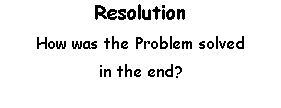 Resolution
How was the Problem solved
in the end?